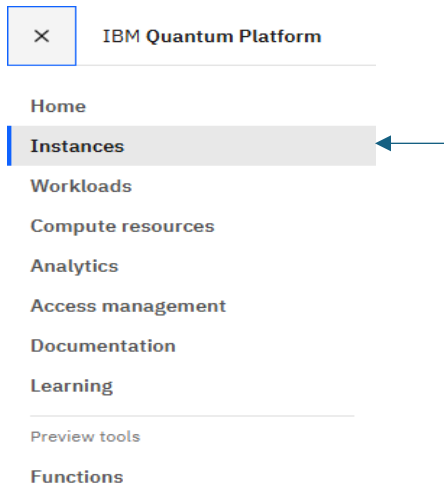 IBM Quantum Platform
Home
Instances
Workloads
Compute resources
Analytics
Access management
Documentation
Learning
Preview tools
Functions